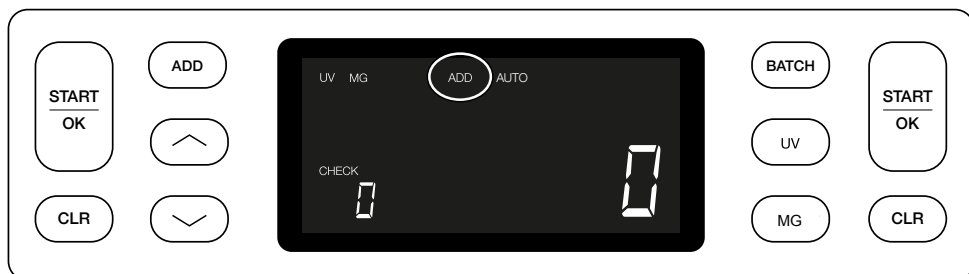 START
OK
CLR
ADD
UV MG ADD AUTO
CHECK
0
0
BATCH
UV
MG
START
OK
CLR